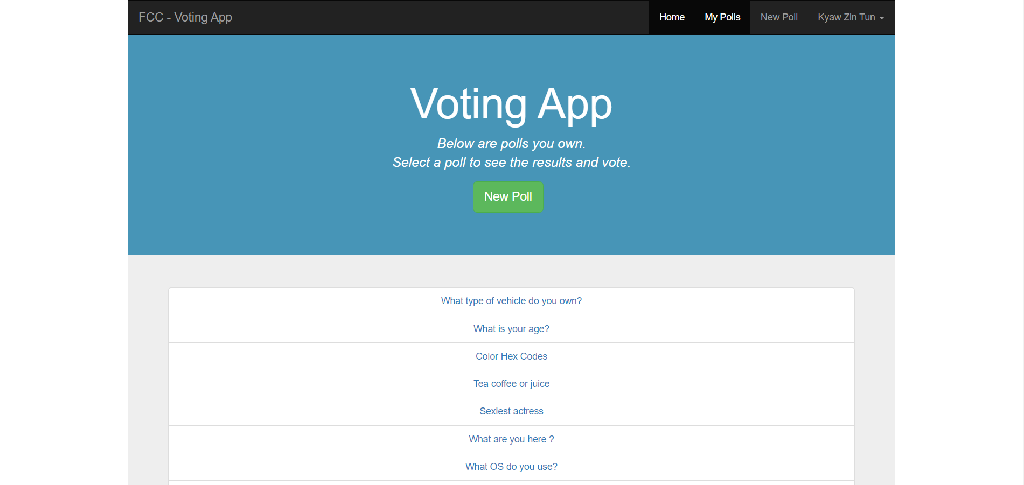 FCC - Voting App
Home My Polls New Poll Kyaw Zin Tun
Voting App
Below are polls you own.
Select a poll to see the results and vote.
New Poll
What type of vehicle do you own?
What is your age?
Color Hex Codes
Tea coffee or juice
Sexiest actress
What are you here ?
What OS do you use?